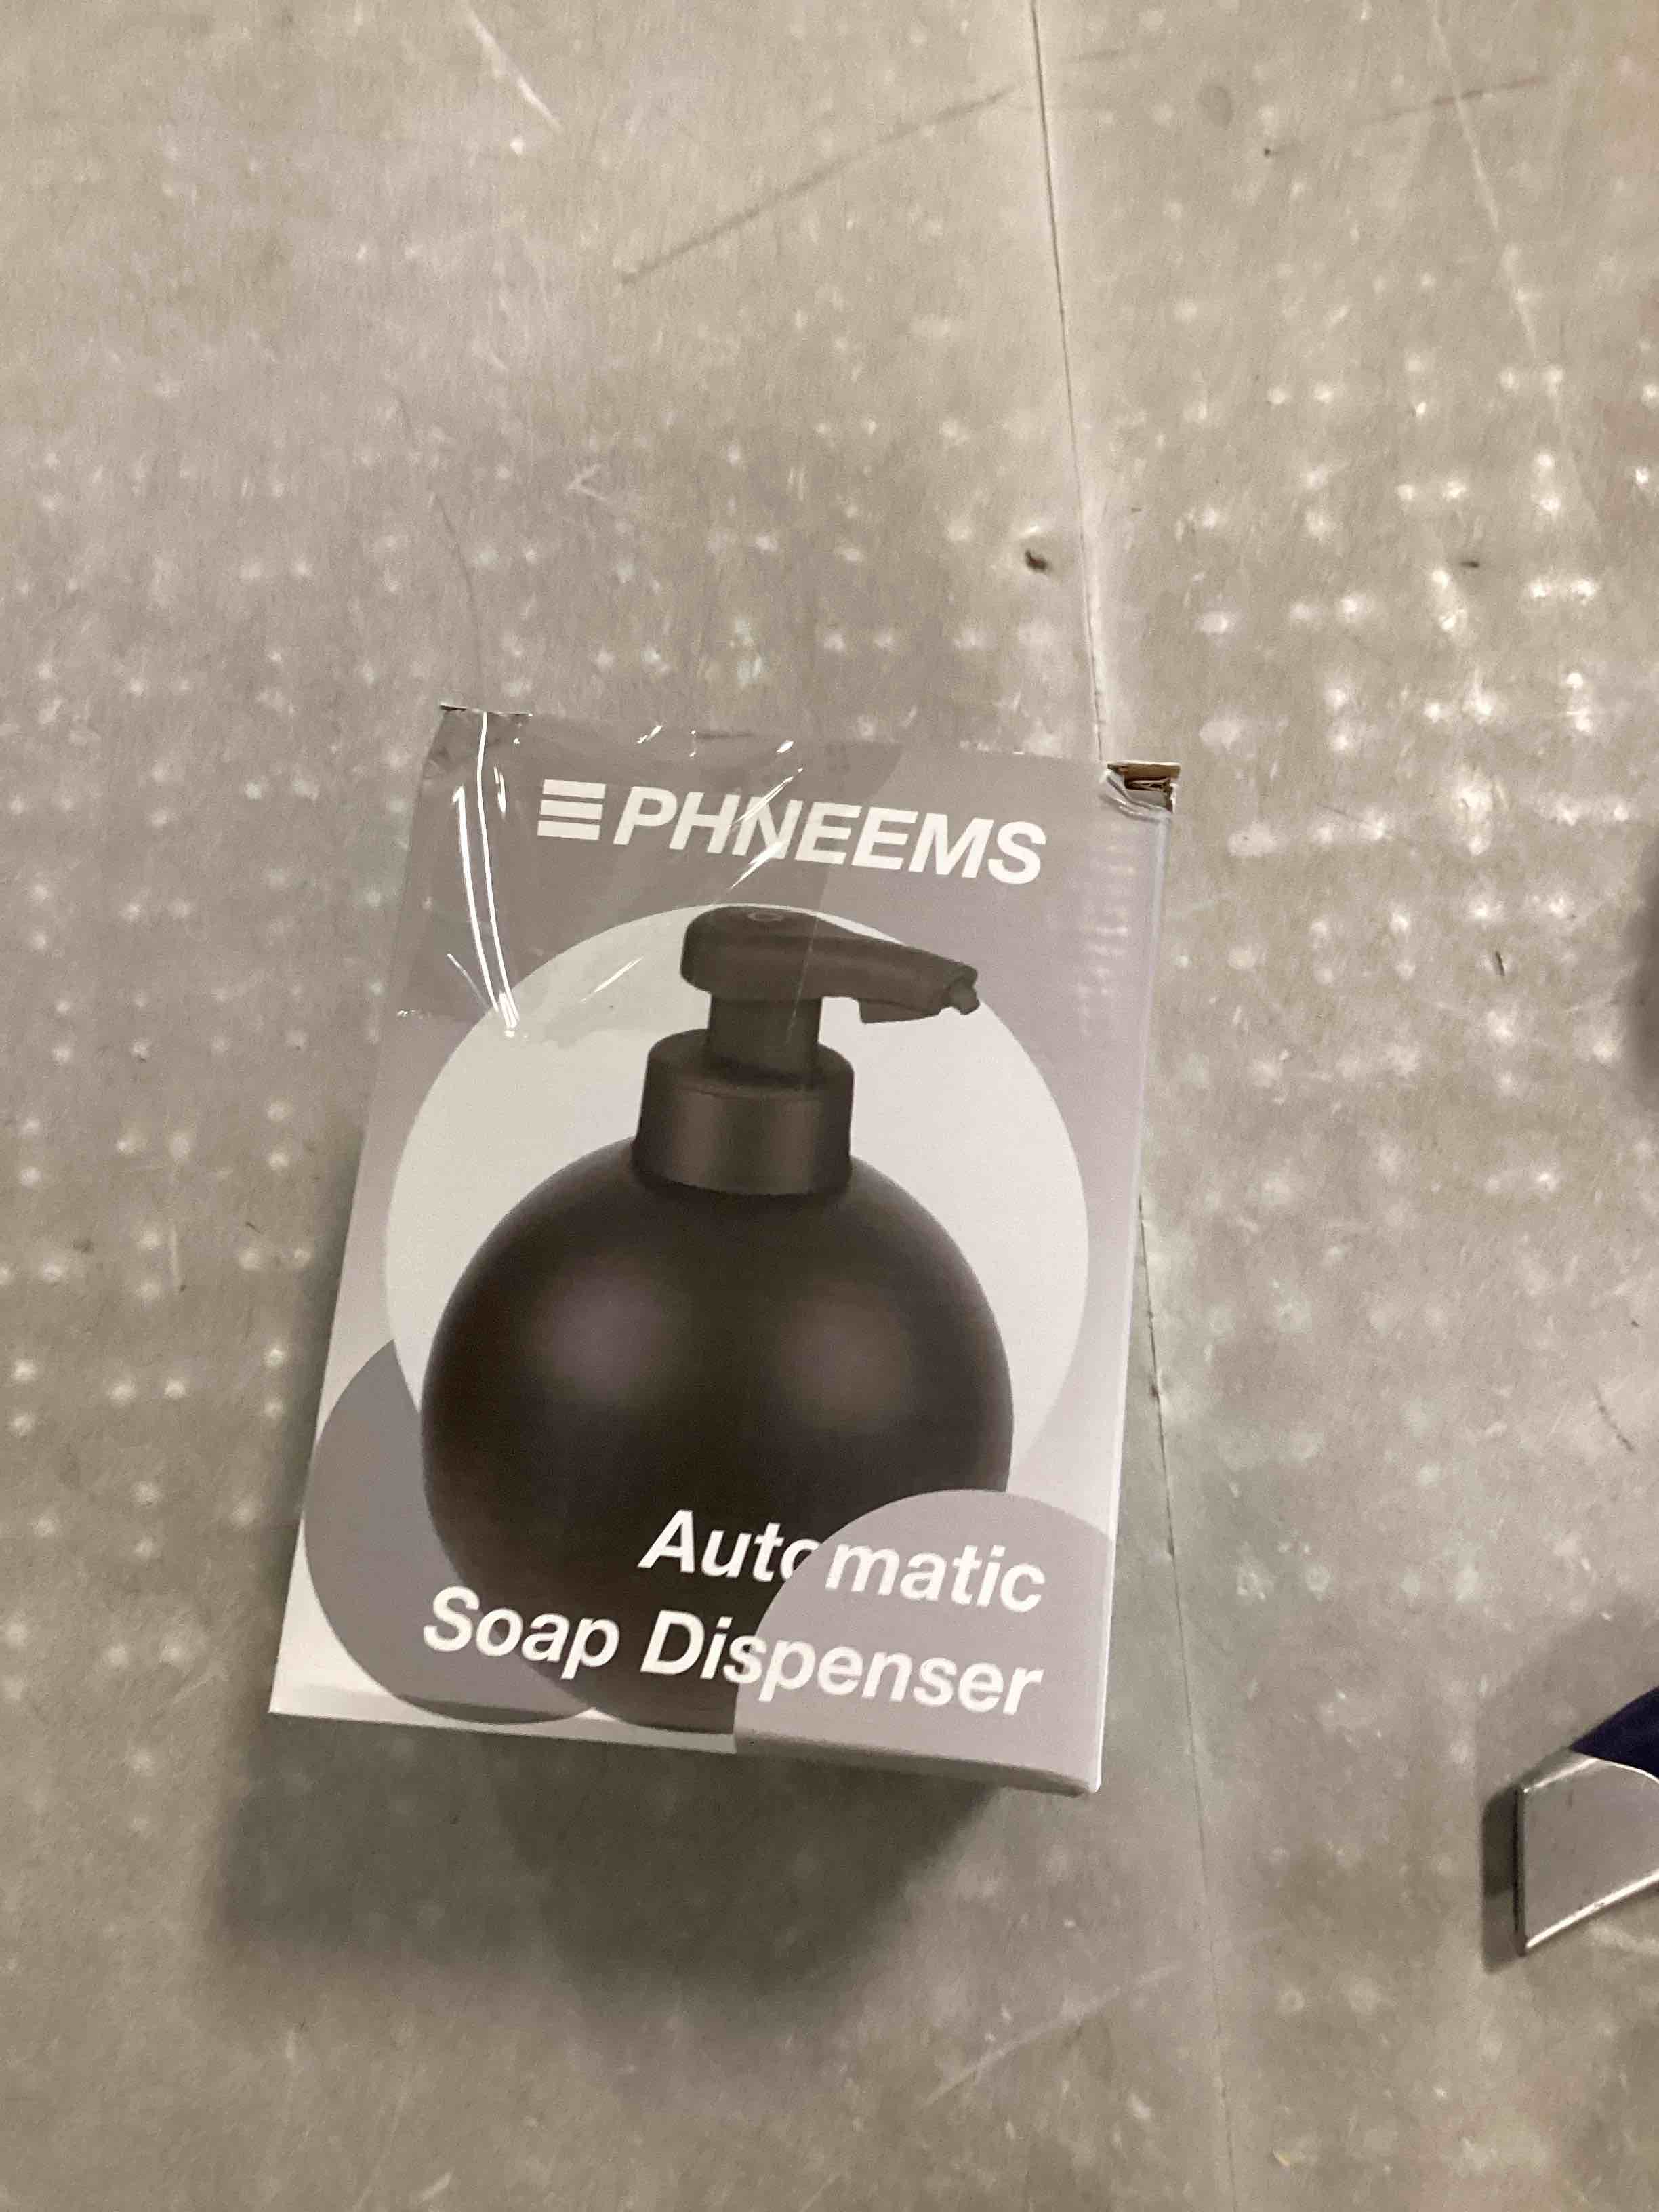 PHNEEMS
Automatic
Soap Dispenser